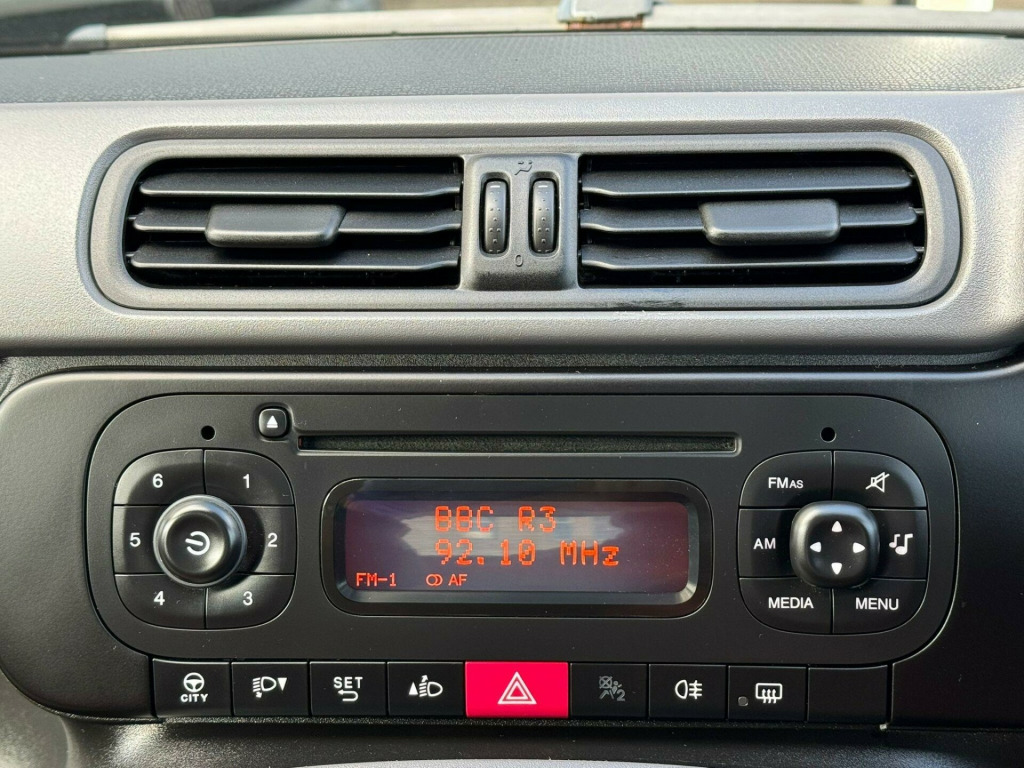 0
6
1
5
2
4
3
BBC R3
92.10 MHz
FM-1 AF
FMAS
AM
MEDIA
MENU
CITY
SET
2